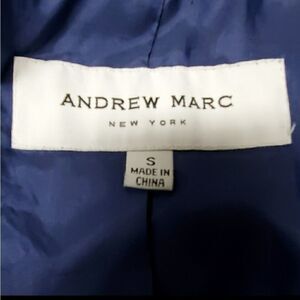 ANDREW MARC
NEW YORK
S
MADE IN
CHINA